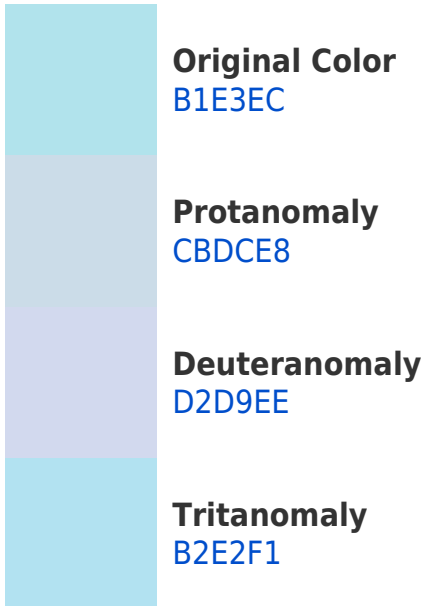 Original Color
B1E3EC
Protanomaly
CBDCE8
Deuteranomaly
D2D9EE
Tritanomaly
B2E2F1